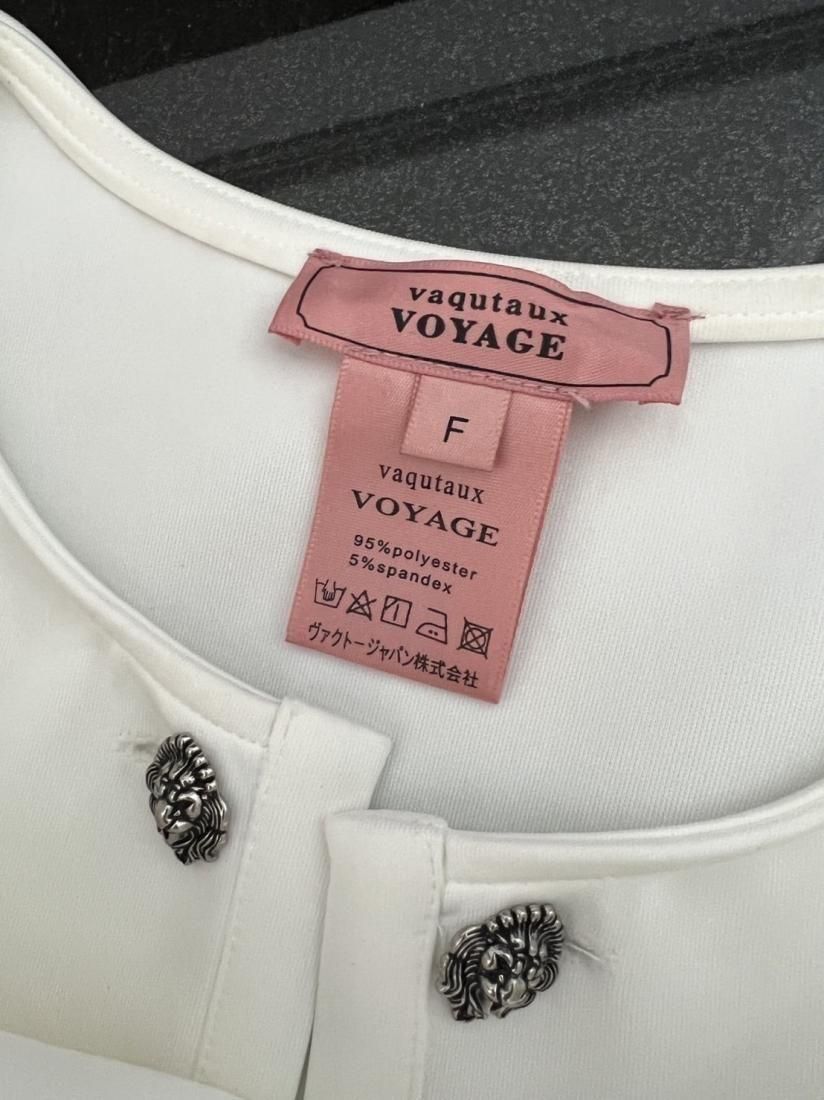 vaqutaux
VOYAGE
F
vaqutaux
VOYAGE
95%polyester
5%spandex
ヴァクトージャパン株式会社